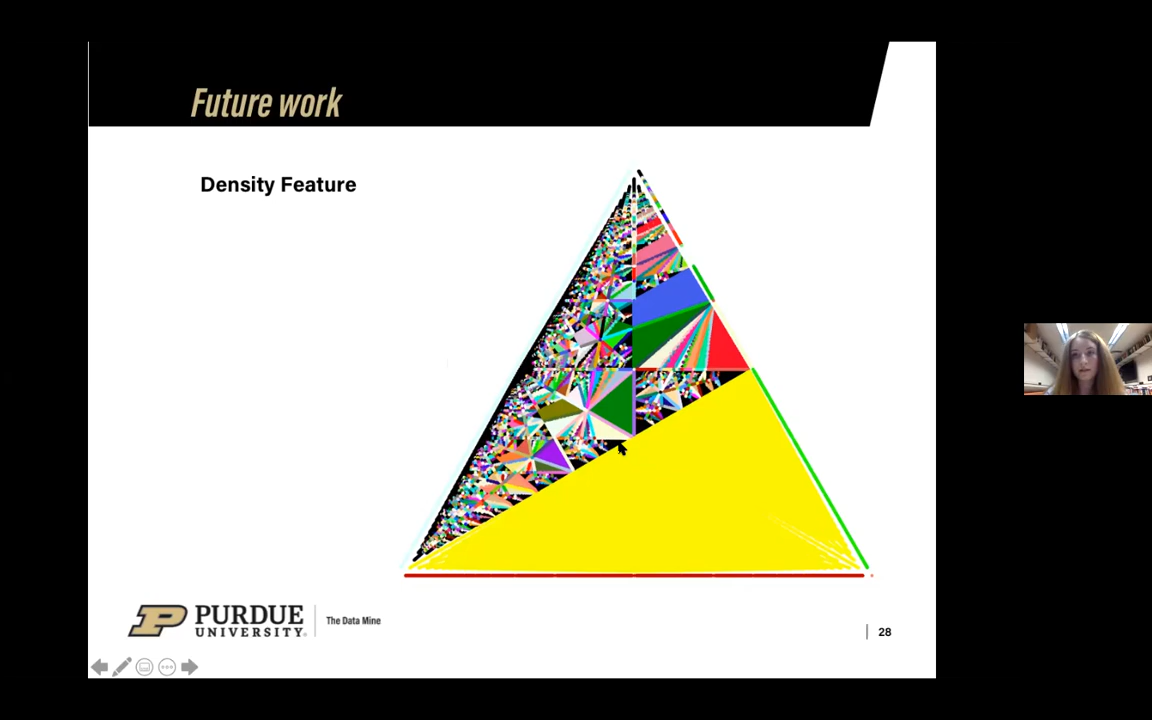 Future work
Density Feature
PURDUE
UNIVERSITY®
The Data Mine
28